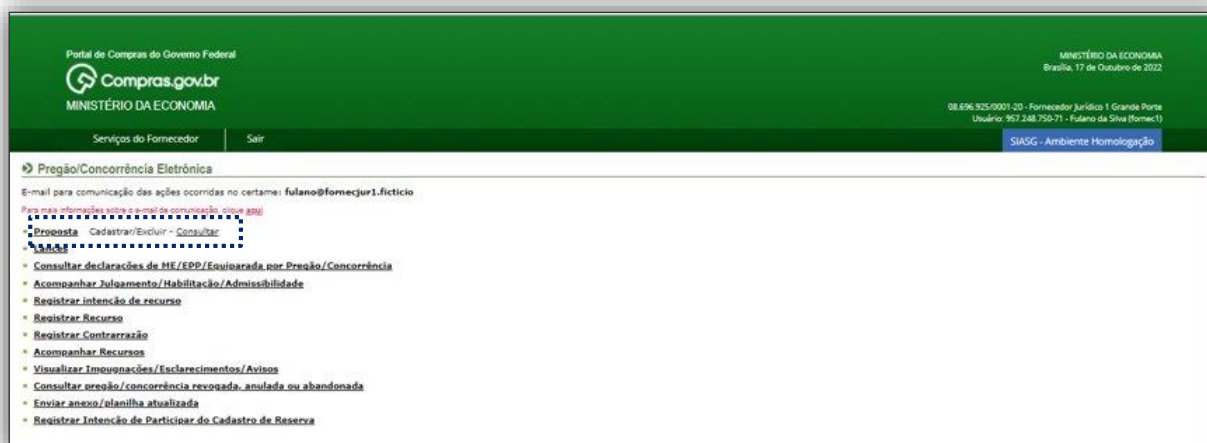 Portal de Compras do Governo Federal
Compras.gov.br
MINISTÉRIO DA ECONOMIA
MINISTÉRIO DA ECONOMIA
Brasília, 17 de Outubro de 2022
08.696.925/0001-20 - Fornecedor Jurídico 1 Grande Porte
Usuário: 957.248.750-71 - Fulano da Silva (fornec1)
Serviços do Fornecedor
Sair
SIASG - Ambiente Homologação
Pregão/Concorrência Eletrônica
E-mail para comunicação das ações ocorridas no certame: fulano@fornecjur1.ficticio
Para mais informações sobre o e-mail de comunicação, clique aqui
Proposta Cadastrar/Excluir - Consultar
Lances
Consultar declarações de ME/EPP/Equiparada por Pregão/Concorrência
Acompanhar Julgamento/Habilitação/Admissibilidade
Registrar intenção de recurso
Registrar Recurso
Registrar Contrarrazão
Acompanhar Recursos
Visualizar Impugnações/Esclarecimentos/Avisos
Consultar pregão/concorrência revogada, anulada ou abandonada
Enviar anexo/planilha atualizada
Registrar Intenção de Participar do Cadastro de Reserva